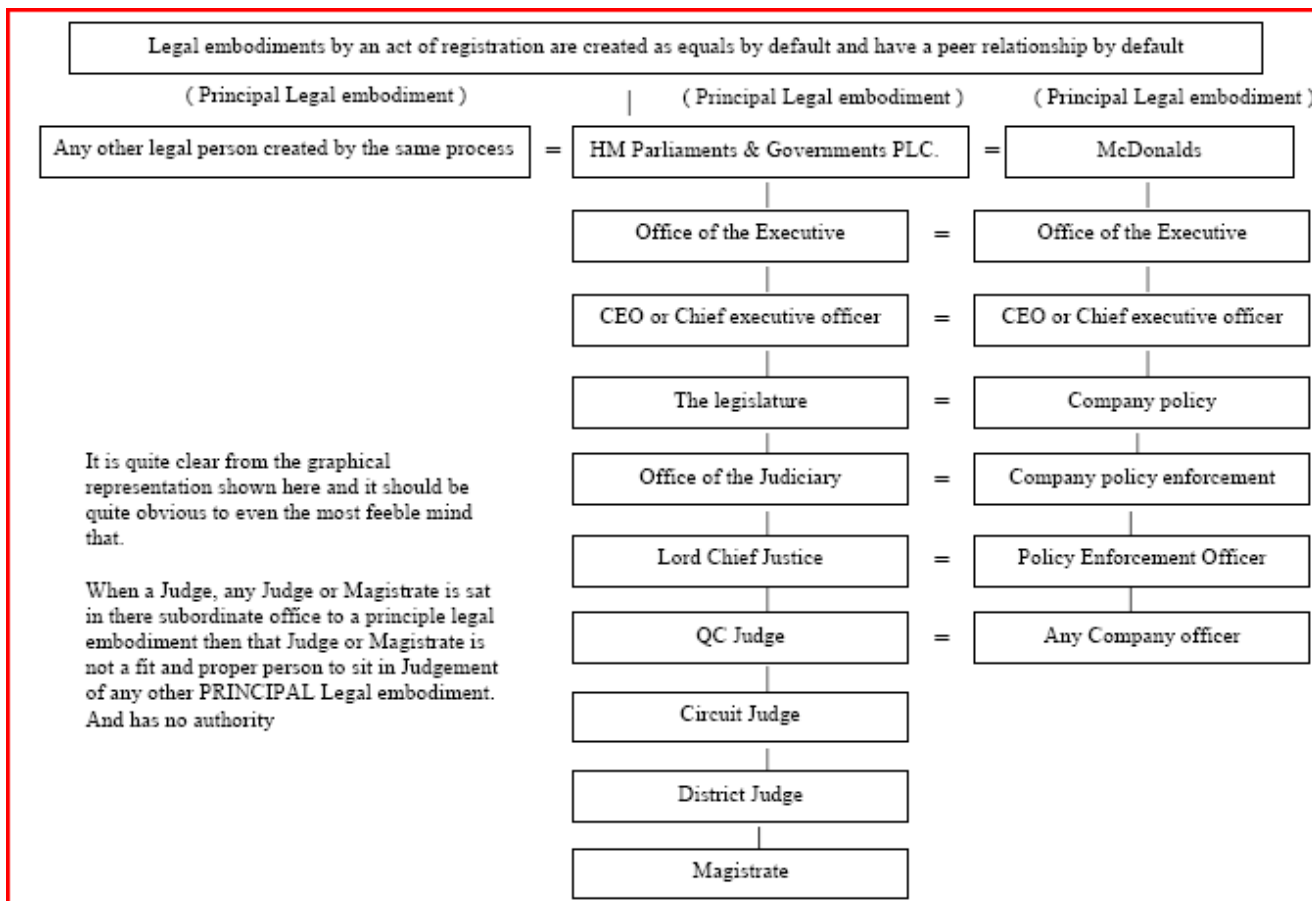 Legal embodiments by an act of registration are created as equals by default and have a peer relationship by default
( Principal Legal embodiment ) ( Principal Legal embodiment ) ( Principal Legal embodiment )
Any other legal person created by the same process = HM Parliaments & Governments PLC. = McDonalds
Office of the Executive = Office of the Executive
CEO or Chief executive officer = CEO or Chief executive officer
The legislature = Company policy
Office of the Judiciary = Company policy enforcement
Lord Chief Justice = Policy Enforcement Officer
QC Judge = Any Company officer
Circuit Judge
District Judge
Magistrate
It is quite clear from the graphical
representation shown here and it should be
quite obvious to even the most feeble mind
that.
When a Judge, any Judge or Magistrate is sat
in there subordinate office to a principle legal
embodiment then that Judge or Magistrate is
not a fit and proper person to sit in Judgement
of any other PRINCIPAL Legal embodiment.
And has no authority